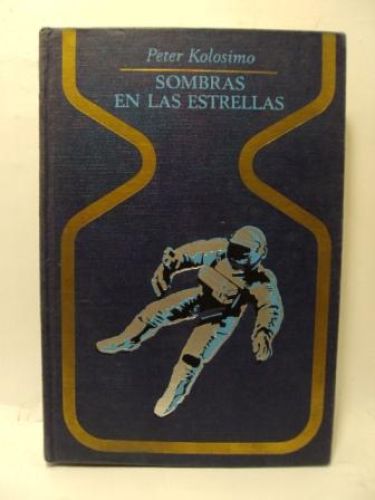 Peter Kolosimo
SOMBRAS
EN LAS ESTRELLAS